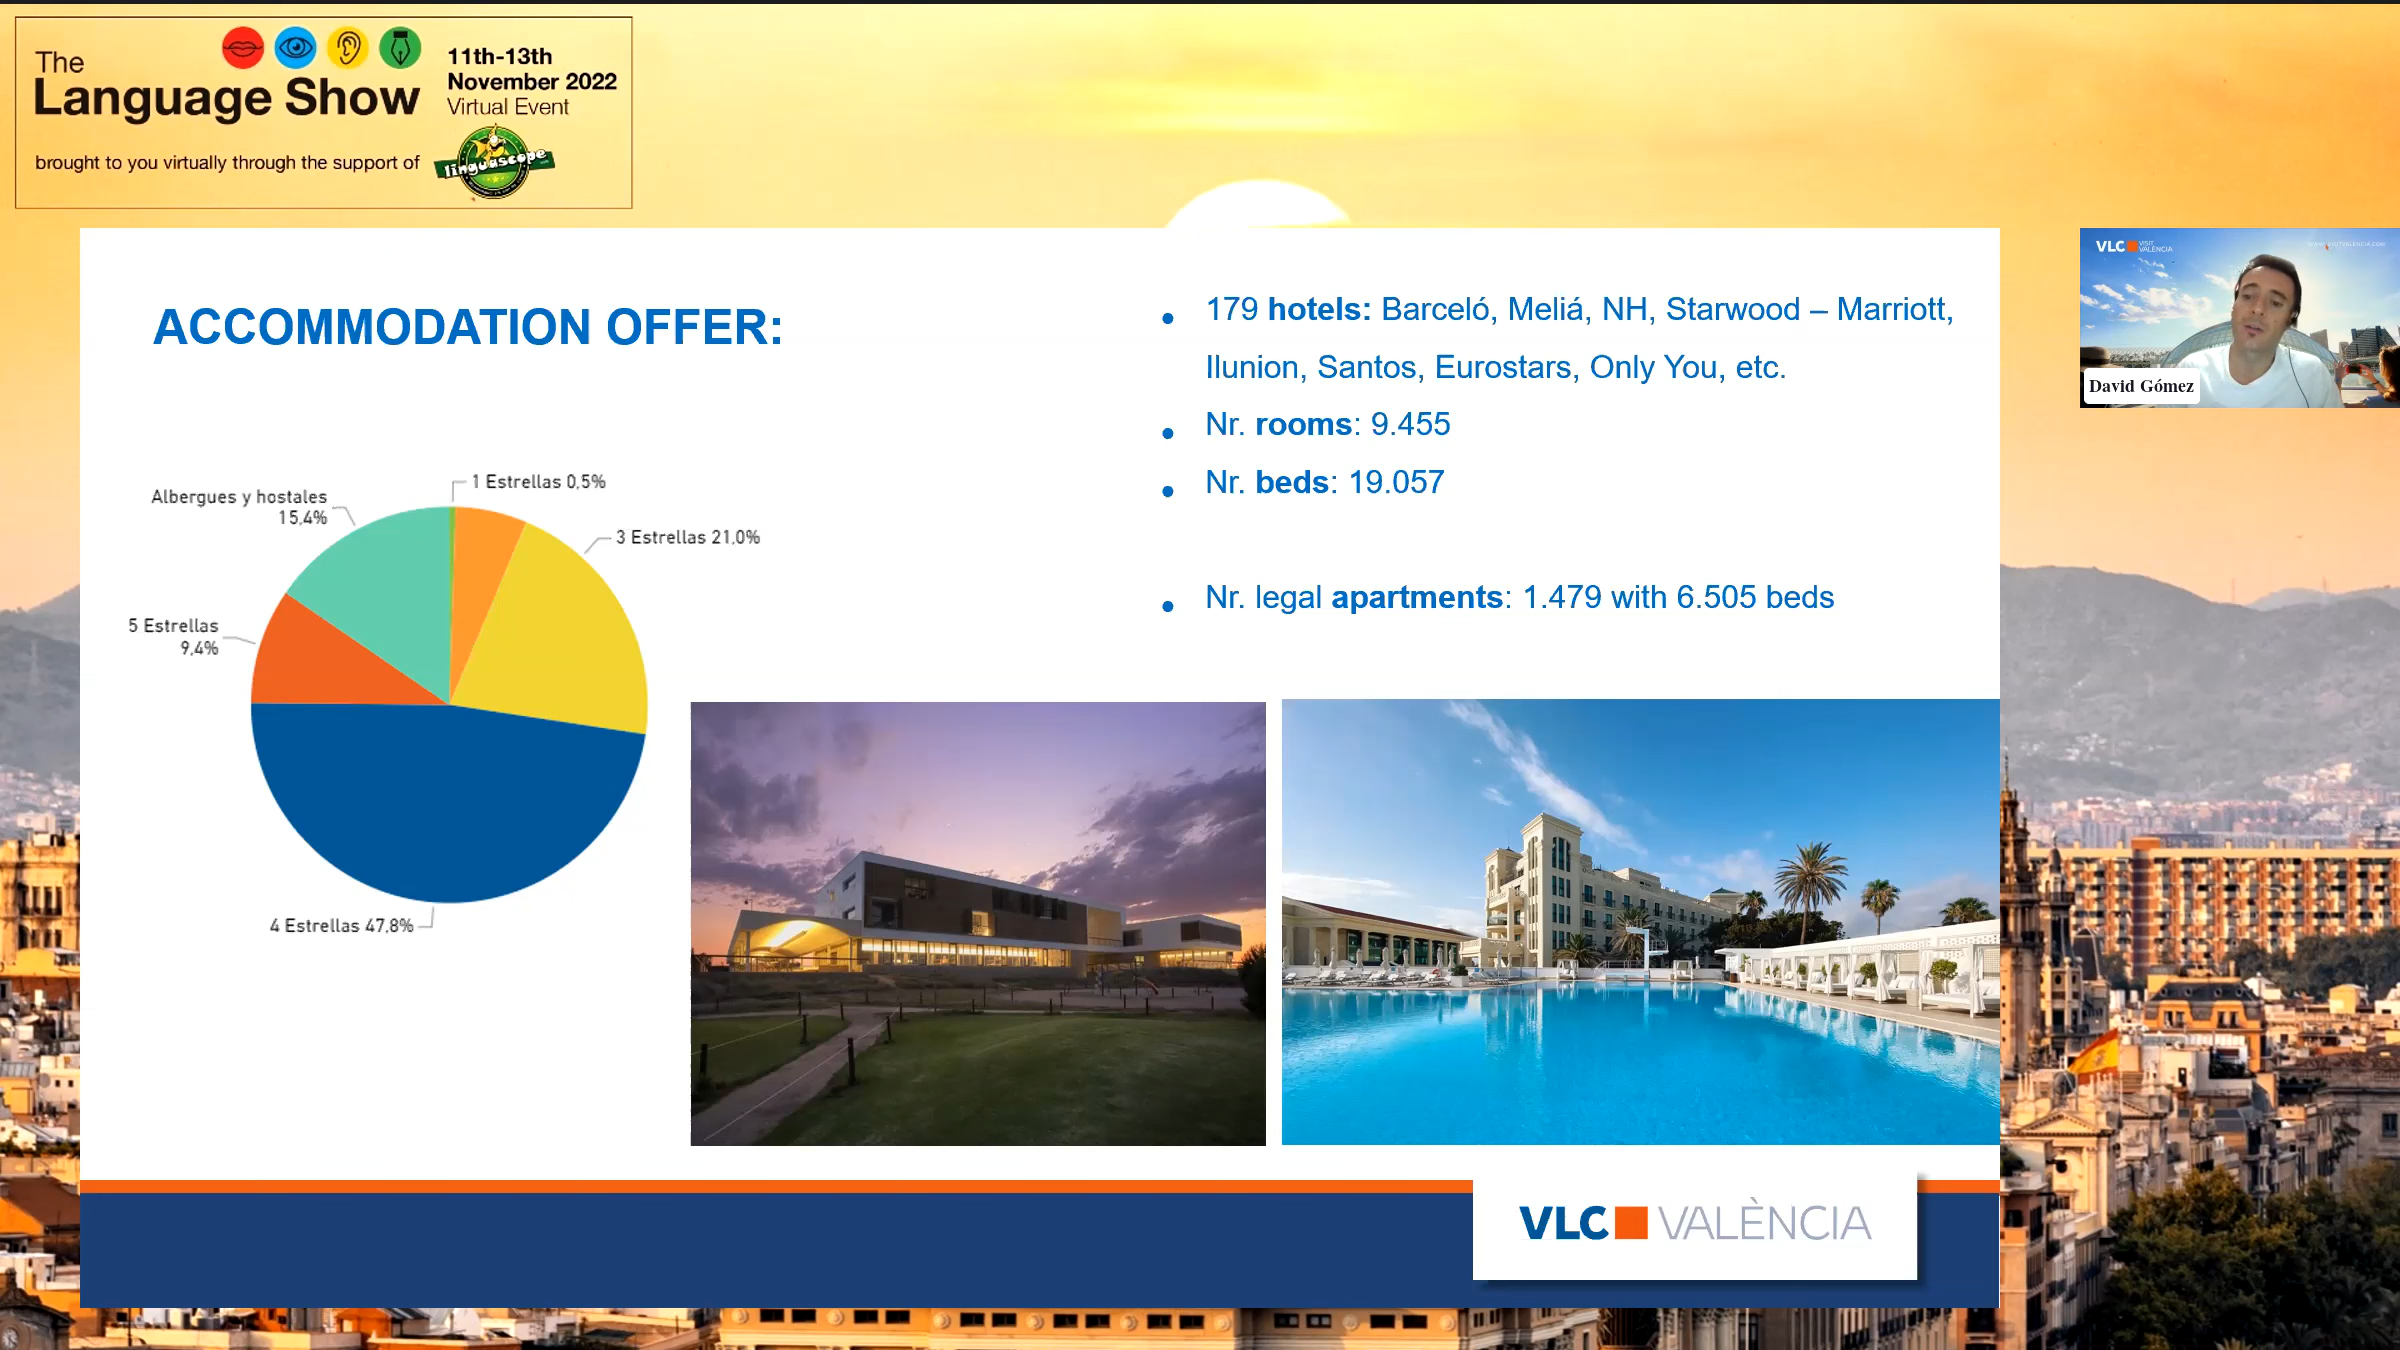 The
Language Show
11th-13th
November 2022
Virtual Event
brought to you virtually through the support of
linguascope
ACCOMMODATION OFFER:
• 179 hotels: Barceló, Meliá, NH, Starwood – Marriott,
Ilunion, Santos, Eurostars, Only You, etc.
• Nr. rooms: 9.455
• Nr. beds: 19.057
• Nr. legal apartments: 1.479 with 6.505 beds
1 Estrellas 0,5%
Albergues y hostales
15,4%
3 Estrellas 21,0%
5 Estrellas
9,4%
4 Estrellas 47,8%
VLC VALÈNCIA
VLC VISIT
VALÈNCIA
David Gómez